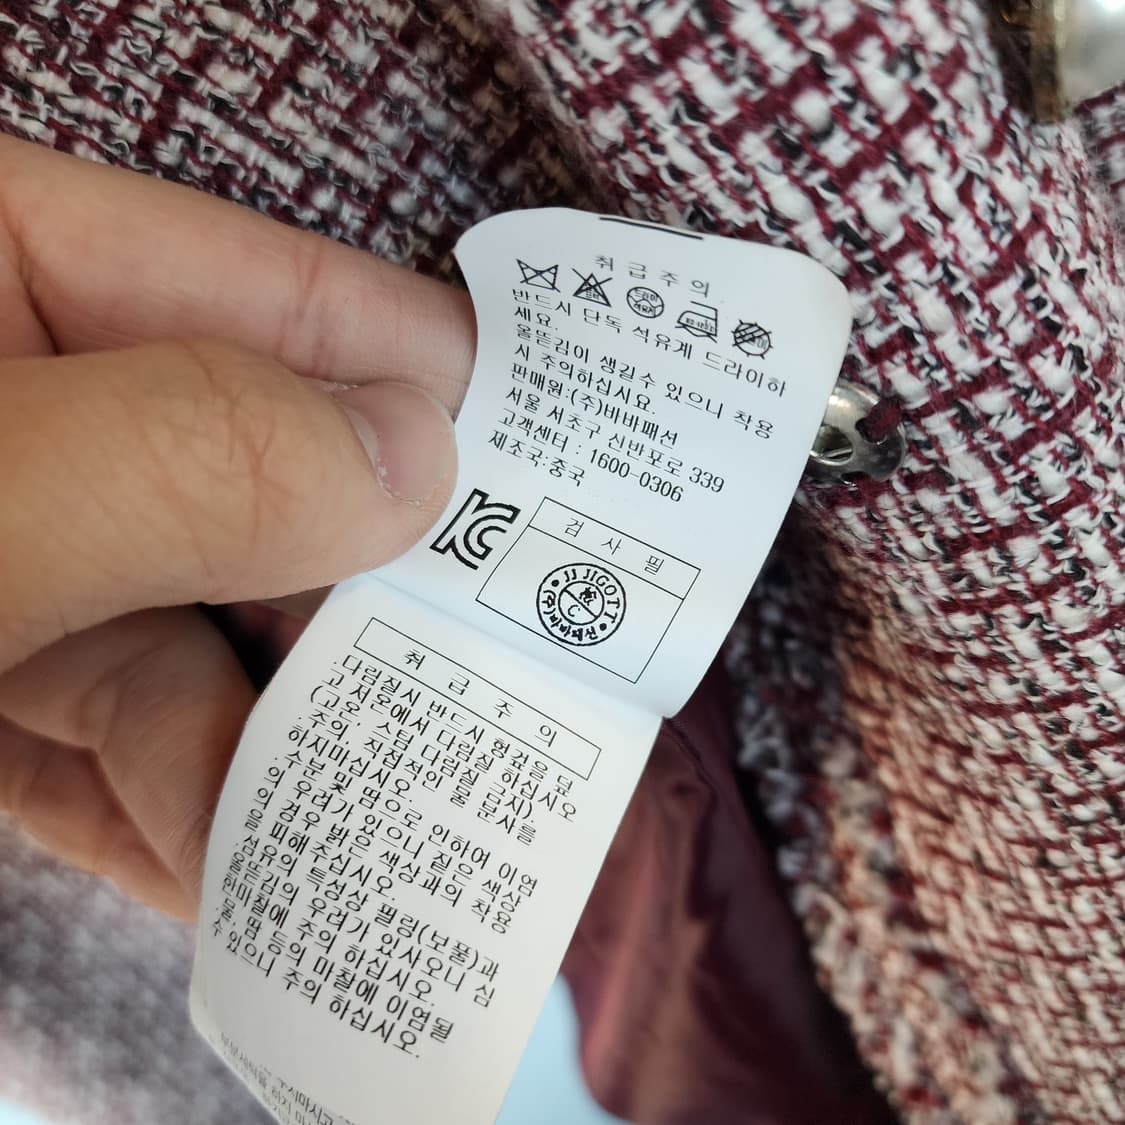 취급주의
반드시 단독 석유계 드라이하
세요.
올뜯김이 생길수 있으니 착용
시 주의하십시요.
판매원:(주)바바패션
서울 서초구 신반포로 339
고객센터 : 1600-0306
제조국:중국
검 사 필
JJ JIGOTT
C
(주)바바패션
취 급 주 의
·다림질시 반드시 헝겊을 덮
고 저온에서 다림질 하십시오
(고온, 스팀 다림질 금지).
·주의, 직접적인 물 분사를
하지마십시오.
·수분 및 땀으로 인하여 이염
의 우려가 있으니 짙은 색상
의 경우 밝은 색상과의 착용
을 피해주십시오.
·섬유의 특성상 필링(보풀)과
올뜯김의 우려가 있사오니 심
한마찰에 주의 하십시오.
·물,땀 등의 마찰에 이염될
수 있으니 주의 하십시오.